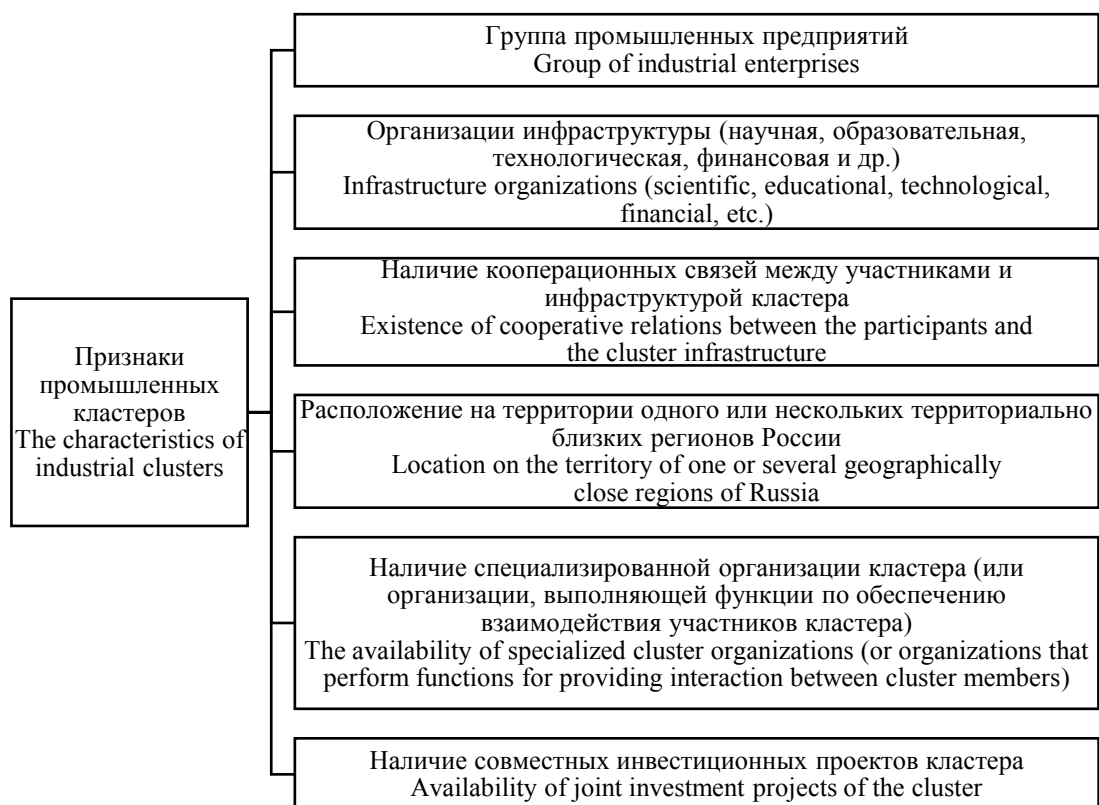 Группа промышленных предприятий
Group of industrial enterprises
Организации инфраструктуры (научная, образовательная,
технологическая, финансовая и др.)
Infrastructure organizations (scientific, educational, technological,
financial, etc.)
Наличие кооперационных связей между участниками и
инфраструктурой кластера
Existence of cooperative relations between the participants and
the cluster infrastructure
Признаки
промышленных
кластеров
The characteristics of
industrial clusters
Расположение на территории одного или нескольких территориально
близких регионов России
Location on the territory of one or several geographically
close regions of Russia
Наличие специализированной организации кластера (или
организации, выполняющей функции по обеспечению
взаимодействия участников кластера)
The availability of specialized cluster organizations (or organizations that
perform functions for providing interaction between cluster members)
Наличие совместных инвестиционных проектов кластера
Availability of joint investment projects of the cluster